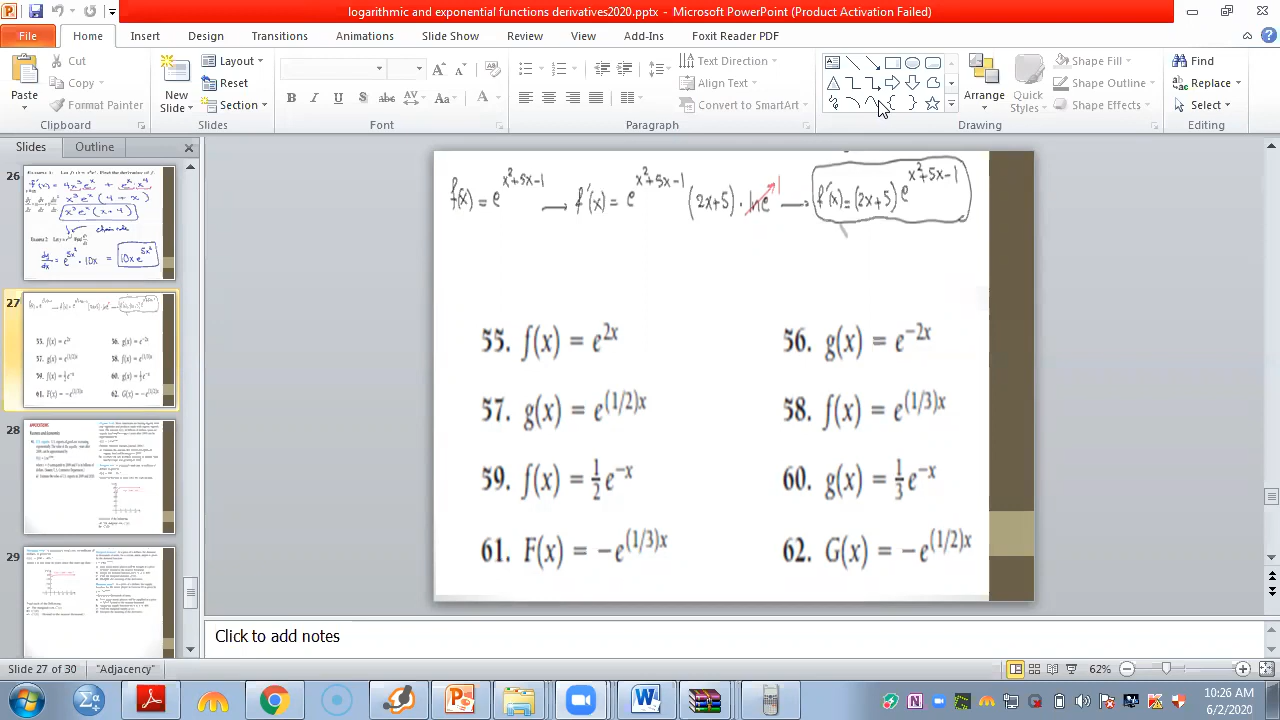 logarithmic and exponential functions derivatives2020.pptx - Microsoft PowerPoint (Product Activation Failed)
File Home Insert Design Transitions Animations Slide Show Review View Add-Ins Foxit Reader PDF
Paste Cut Copy Format Painter
New Slide Layout Reset Section
Text Direction Align Text Convert to SmartArt
Arrange Quick Styles Shape Fill Shape Outline Shape Effects
Find Replace Select
Clipboard Slides Font Paragraph Drawing Editing
Slides Outline
26
27
28
29
f(x) = e^{x²+5x-1} → f'(x) = e^{x²+5x-1} (2x+5) · ln e 1 → f'(x) = (2x+5) e^{x²+5x-1}
55. f(x) = e^{2x} 56. g(x) = e^{−2x}
57. g(x) = e^{(1/2)x} 58. f(x) = e^{(1/3)x}
59. f(x) = ½e^{−x} 60. g(x) = ⅓e^{−x}
61. F(x) = −e^{(1/3)x} 62. G(x) = −e^{(1/2)x}
Click to add notes
Slide 27 of 30 "Adjacency" 62%
10:26 AM
6/2/2020